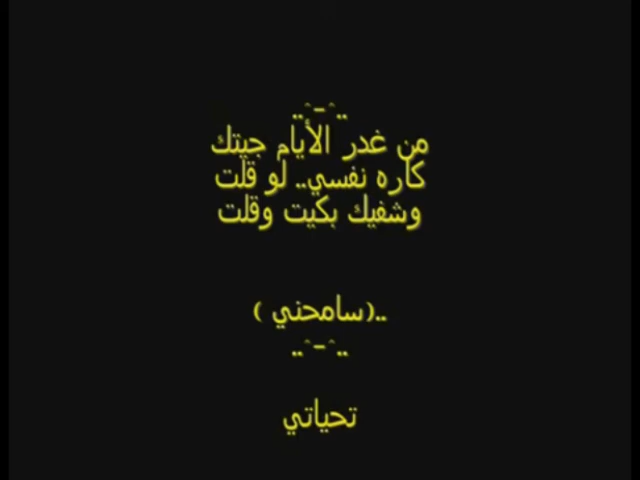 ..^-^..
من غدر الأيام جيتك
كاره نفسي.. لو قلت
وشفيك بكيت وقلت
..(سامحني )
..^-^..
تحياتي